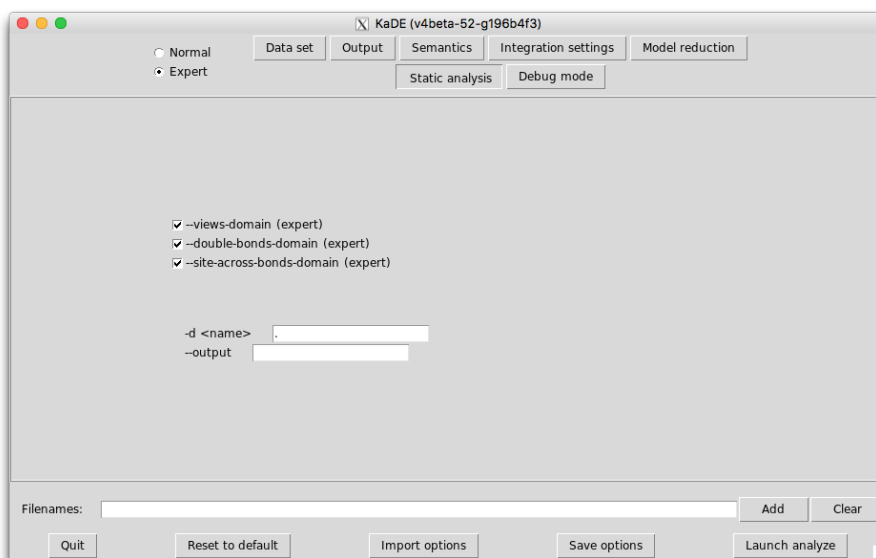 KaDE (v4beta-52-g196b4f3)
Normal
Data set Output Semantics Integration settings Model reduction
Expert
Static analysis Debug mode
--views-domain (expert)
--double-bonds-domain (expert)
--site-across-bonds-domain (expert)
-d <name> .
--output
Filenames: Add Clear
Quit Reset to default Import options Save options Launch analyze